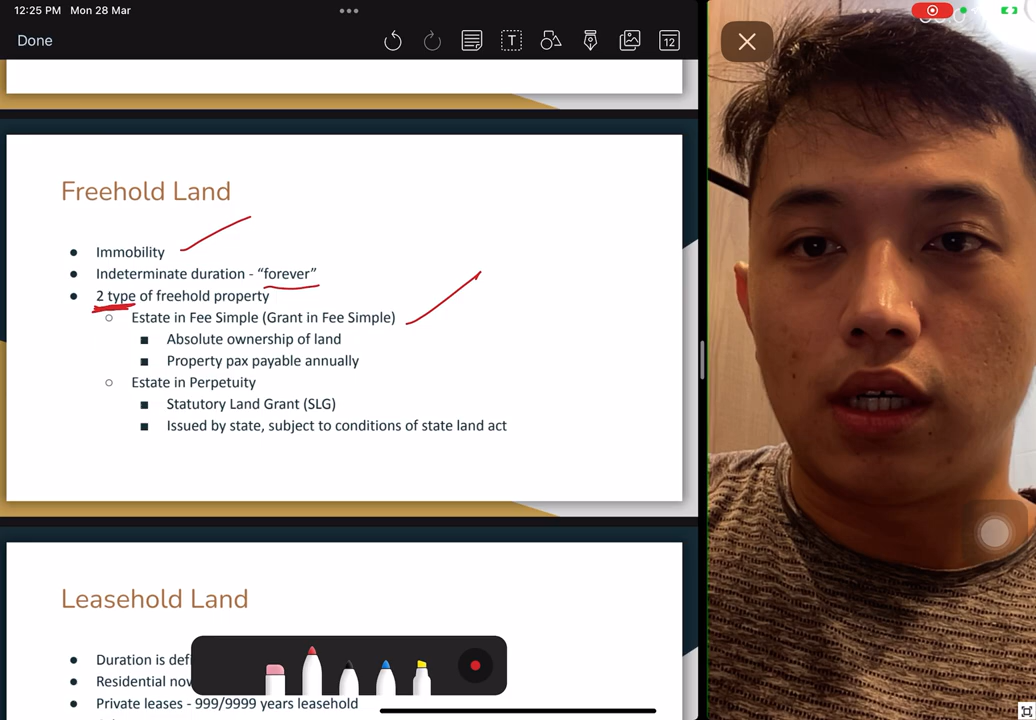 12:25 PM Mon 28 Mar
Done
T
12
Freehold Land
● Immobility
● Indeterminate duration - “forever”
● 2 type of freehold property
○ Estate in Fee Simple (Grant in Fee Simple)
■ Absolute ownership of land
■ Property pax payable annually
○ Estate in Perpetuity
■ Statutory Land Grant (SLG)
■ Issued by state, subject to conditions of state land act
Leasehold Land
● Duration is
● Residential
● Private leases - 999/9999 years leasehold